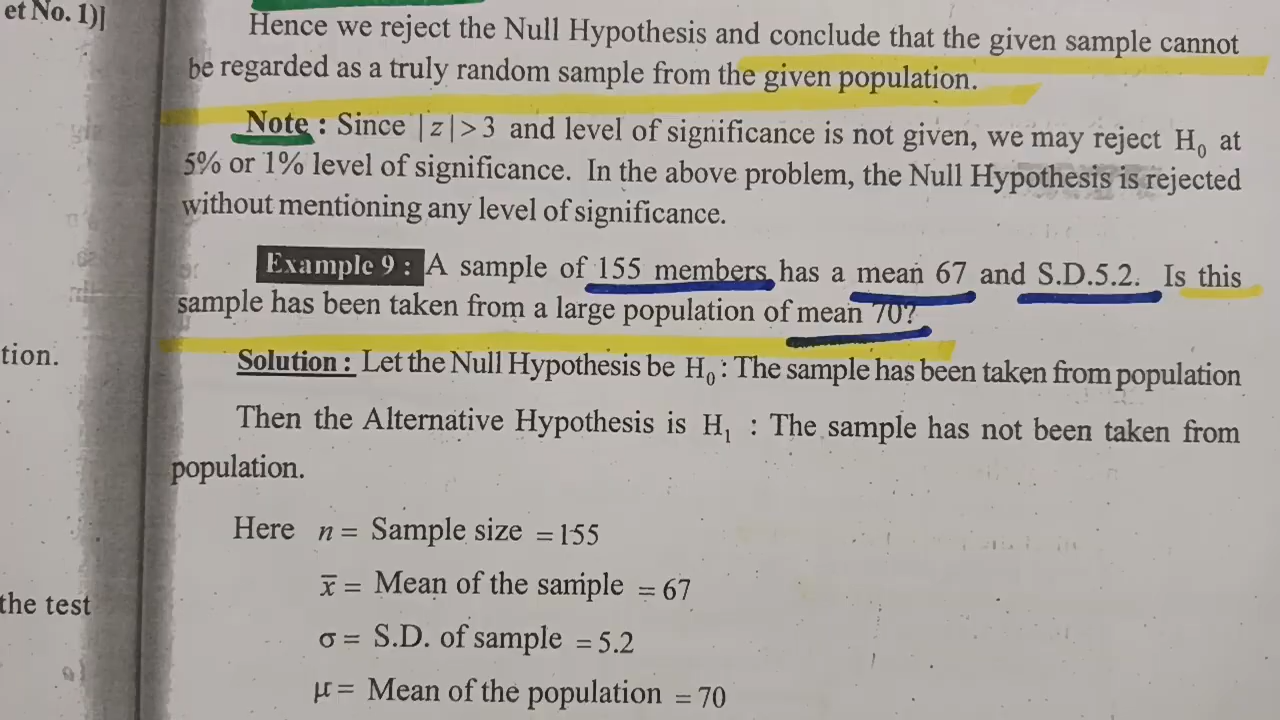 et No. 1)]
Hence we reject the Null Hypothesis and conclude that the given sample cannot
be regarded as a truly random sample from the given population.
Note : Since |z|>3 and level of significance is not given, we may reject H₀ at
5% or 1% level of significance. In the above problem, the Null Hypothesis is rejected
without mentioning any level of significance.
Example 9 : A sample of 155 members has a mean 67 and S.D.5.2. Is this
sample has been taken from a large population of mean 70?
tion.
Solution : Let the Null Hypothesis be H₀ : The sample has been taken from population
Then the Alternative Hypothesis is H₁ : The sample has not been taken from
population.
Here n = Sample size =155
the test
x̄ = Mean of the sample = 67
σ = S.D. of sample = 5.2
μ = Mean of the population = 70